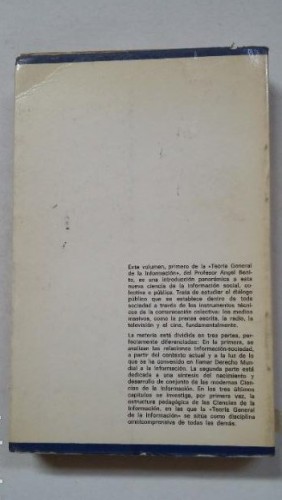 Este volumen, primero de la «Teoría General
de la Información», del Profesor Angel Beni-
to, es una introducción panorámica a esta
nueva ciencia de la información social, co-
lectiva o pública. Trata de estudiar el diálogo
público que se establece dentro de toda
sociedad a través de los instrumentos técni-
cos de la comunicación colectiva: los medios
masivos, como la prensa escrita, la radio, la
televisión y el cine, fundamentalmente.
La materia está dividida en tres partes, per-
fectamente diferenciadas: En la primera, se
analizan las relaciones información-sociedad,
a partir del contexto actual y a la luz de lo
que se ha convenido en llamar Derecho Mun-
dial a la Información. La segunda parte está
dedicada a una síntesis del nacimiento y
desarrollo de conjunto de las modernas Cien-
cias de la Información. En los tres últimos
capítulos se investiga, por primera vez, la
estructura pedagógica de las Ciencias de la
Información, en las que la «Teoría General
de la Información» se sitúa como disciplina
omnicomprensiva de todas las demás.